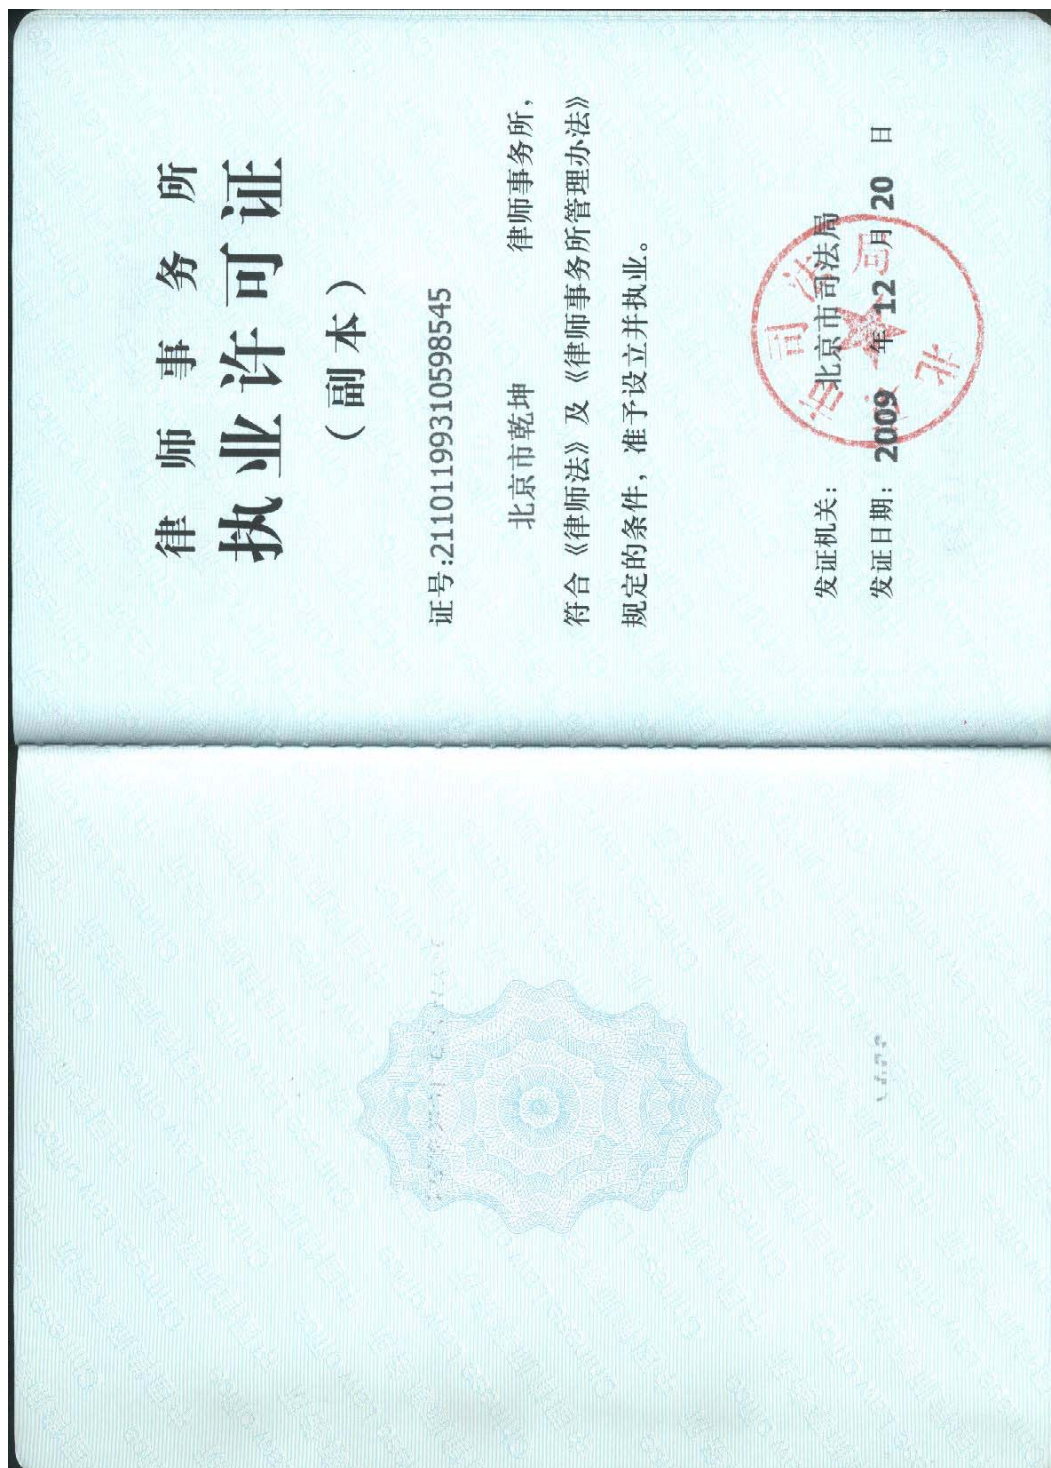 律师事务所
执业许可证
（副本）
证号:21101199310598545
北京市乾坤 律师事务所，
符合《律师法》及《律师事务所管理办法》
规定的条件，准予设立并执业。
发证机关： 北京市司法局
发证日期： 2009 年 12 月 20 日
北京市司法局